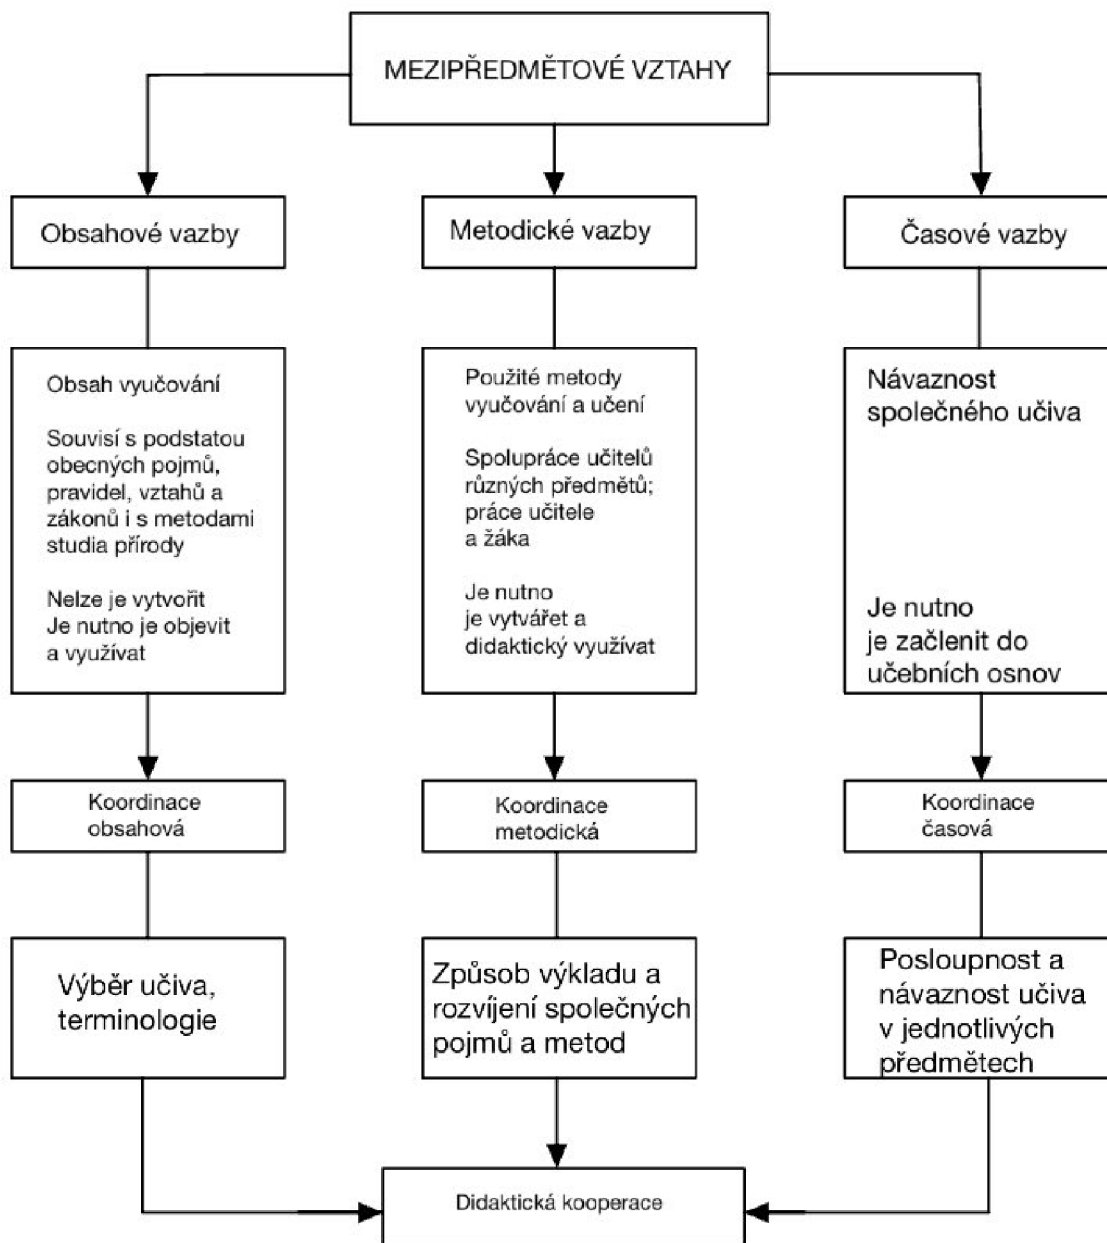 MEZIPŘEDMĚTOVÉ VZTAHY
Obsahové vazby
Metodické vazby
Časové vazby
Obsah vyučování
Souvisí s podstatou
obecných pojmů,
pravidel, vztahů a
zákonů i s metodami
studia přírody
Nelze je vytvořit
Je nutno je objevit
a využívat
Použité metody
vyučování a učení
Spolupráce učitelů
různých předmětů;
práce učitele
a žáka
Je nutno
je vytvářet a
didaktický využívat
Návaznost
společného učiva
Je nutno
je začlenit do
učebních osnov
Koordinace
obsahová
Koordinace
metodická
Koordinace
časová
Výběr učiva,
terminologie
Způsob výkladu a
rozvíjení společných
pojmů a metod
Posloupnost a
návaznost učiva
v jednotlivých
předmětech
Didaktická kooperace